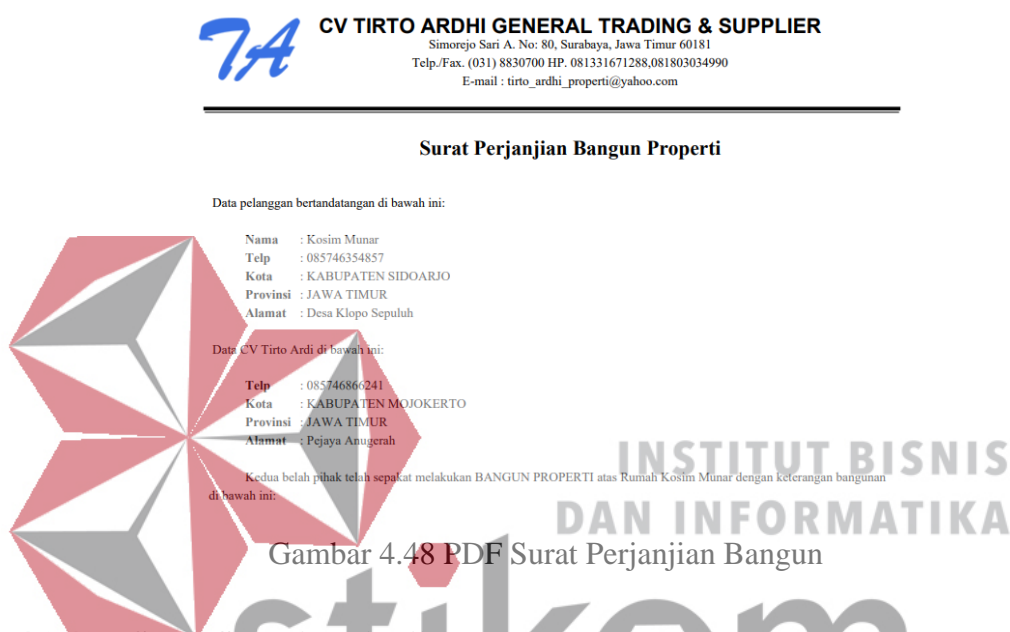 TA
CV TIRTO ARDHI GENERAL TRADING & SUPPLIER
Simorejo Sari A. No: 80, Surabaya, Jawa Timur 60181
Telp./Fax. (031) 8830700 HP. 081331671288,081803034990
E-mail : tirto_ardhi_properti@yahoo.com
Surat Perjanjian Bangun Properti
Data pelanggan bertandatangan di bawah ini:
Nama : Kosim Munar
Telp : 085746354857
Kota : KABUPATEN SIDOARJO
Provinsi : JAWA TIMUR
Alamat : Desa Klopo Sepuluh
Data CV Tirto Ardi di bawah ini:
Telp : 085746866241
Kota : KABUPATEN MOJOKERTO
Provinsi : JAWA TIMUR
Alamat : Pejaya Anugerah
Kedua belah pihak telah sepakat melakukan BANGUN PROPERTI atas Rumah Kosim Munar dengan keterangan bangunan
di bawah ini:
INSTITUT BISNIS
DAN INFORMATIKA
Gambar 4.48 PDF Surat Perjanjian Bangun
stikom